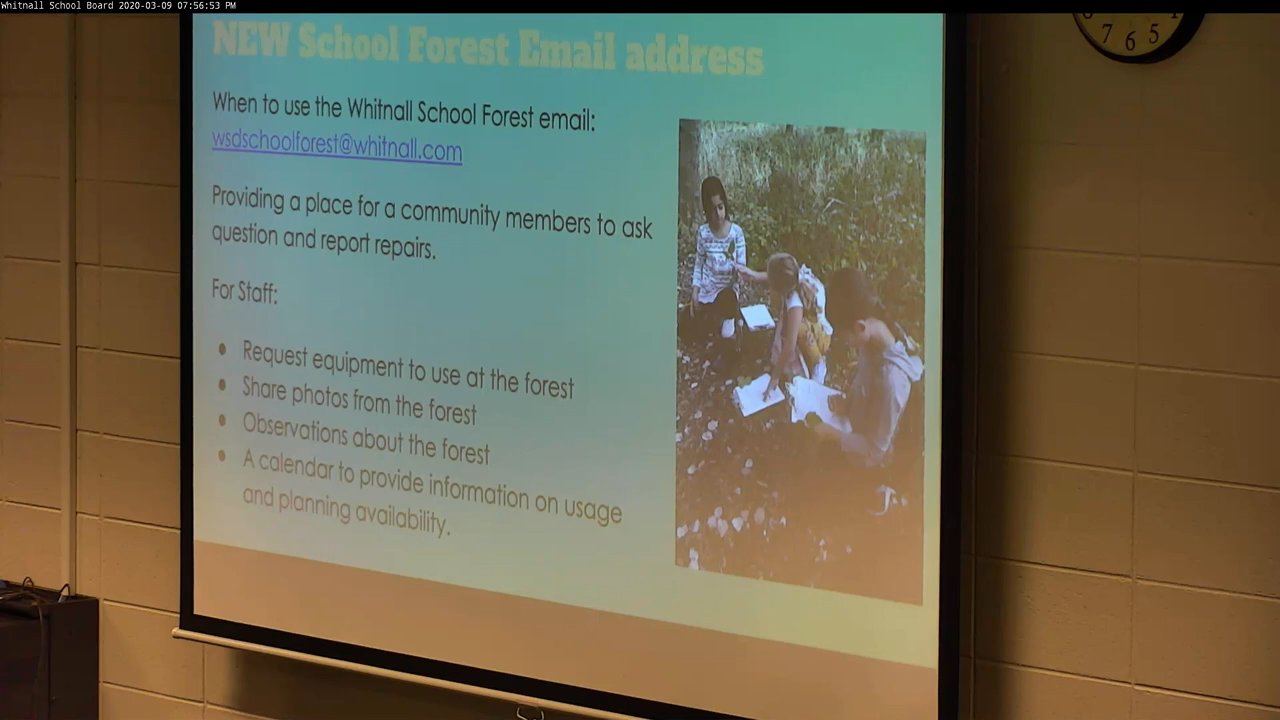 Whitnall School Board 2020-03-09 07:56:53 PM
NEW School Forest Email address
When to use the Whitnall School Forest email:
wsdschoolforest@whitnall.com
Providing a place for a community members to ask
question and report repairs.
For Staff:
● Request equipment to use at the forest
● Share photos from the forest
● Observations about the forest
● A calendar to provide information on usage
and planning availability.
7 6 5